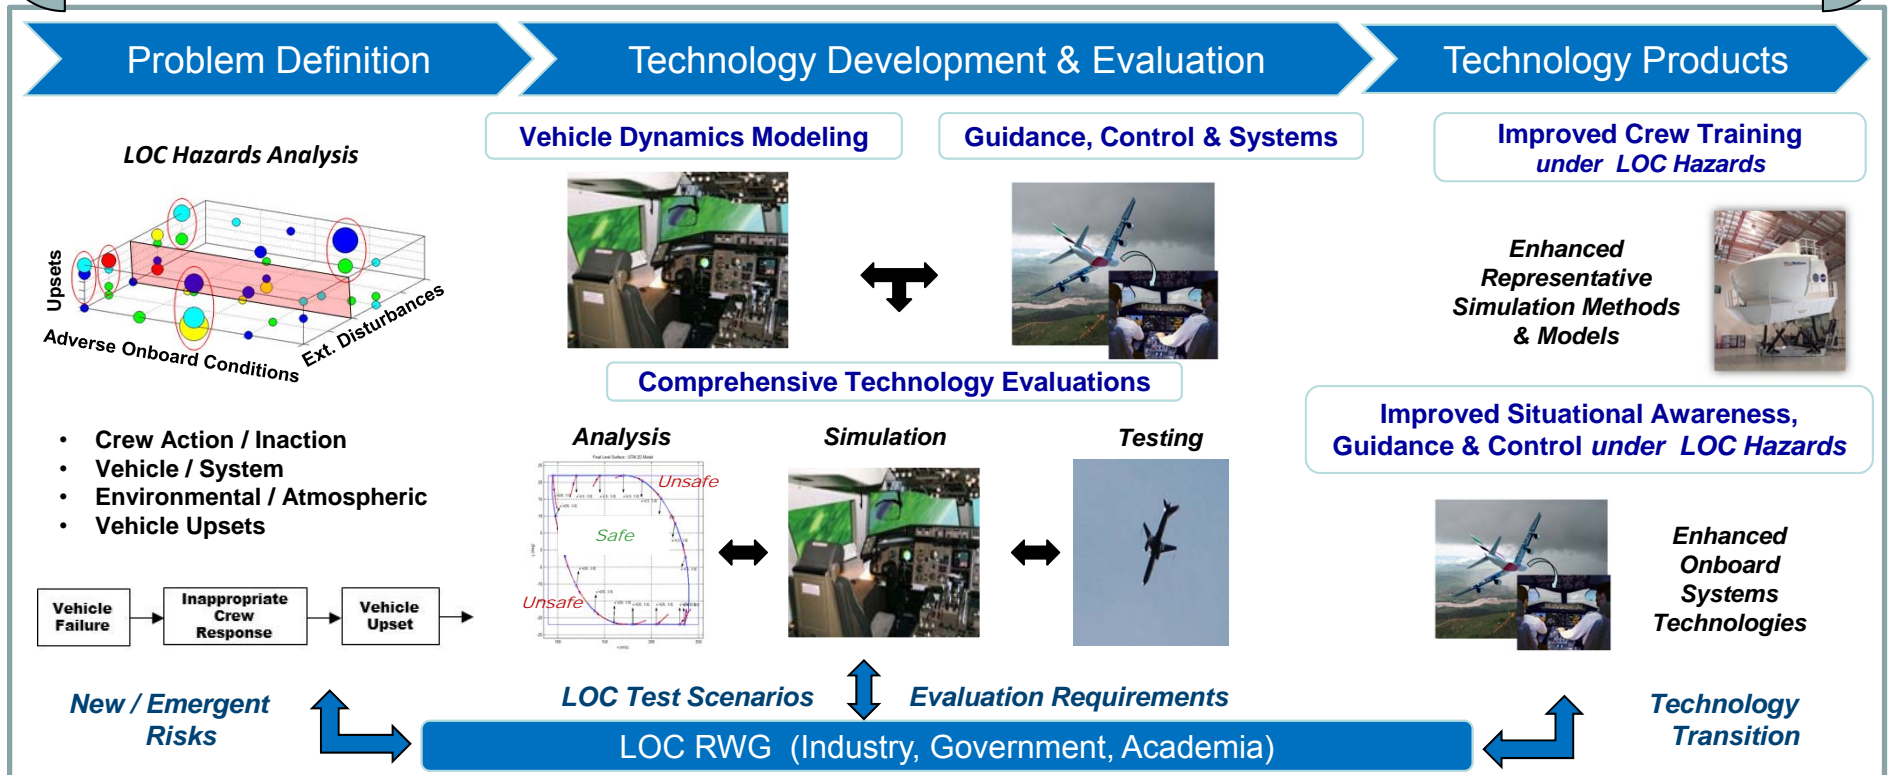 Problem Definition
Technology Development & Evaluation
Technology Products
LOC Hazards Analysis
Upsets
Adverse Onboard Conditions
Ext. Disturbances
• Crew Action / Inaction
• Vehicle / System
• Environmental / Atmospheric
• Vehicle Upsets
Vehicle
Failure
Inappropriate
Crew
Response
Vehicle
Upset
New / Emergent
Risks
Vehicle Dynamics Modeling
Guidance, Control & Systems
Comprehensive Technology Evaluations
Analysis
Simulation
Testing
Unsafe
Safe
Unsafe
LOC Test Scenarios
Evaluation Requirements
LOC RWG (Industry, Government, Academia)
Improved Crew Training
under LOC Hazards
Enhanced
Representative
Simulation Methods
& Models
Improved Situational Awareness,
Guidance & Control under LOC Hazards
Enhanced
Onboard
Systems
Technologies
Technology
Transition